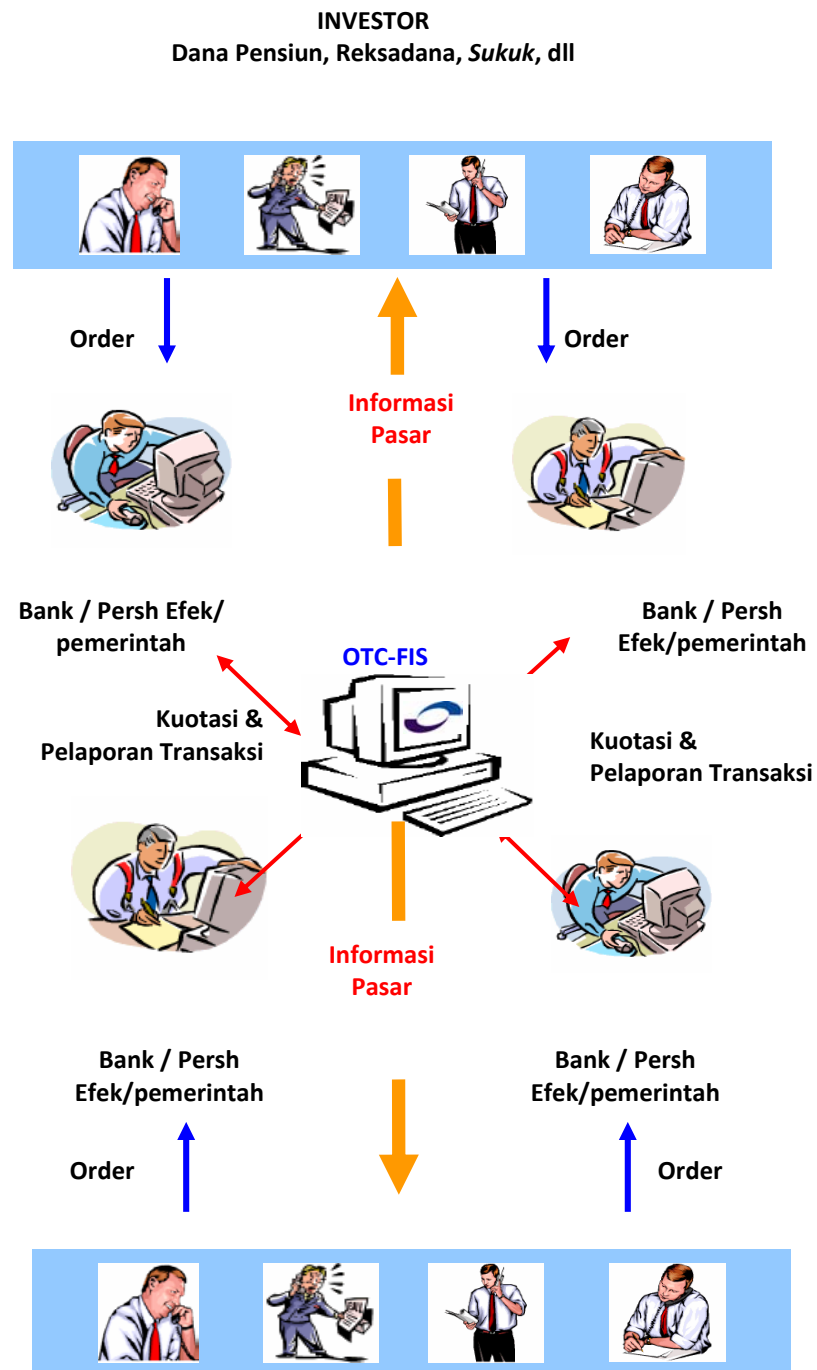 INVESTOR
Dana Pensiun, Reksadana, Sukuk, dll
Order
Order
Informasi
Pasar
Bank / Persh Efek/
pemerintah
Bank / Persh
Efek/pemerintah
OTC-FIS
Kuotasi &
Pelaporan Transaksi
Kuotasi &
Pelaporan Transaksi
Informasi
Pasar
Bank / Persh
Efek/pemerintah
Bank / Persh
Efek/pemerintah
Order
Order